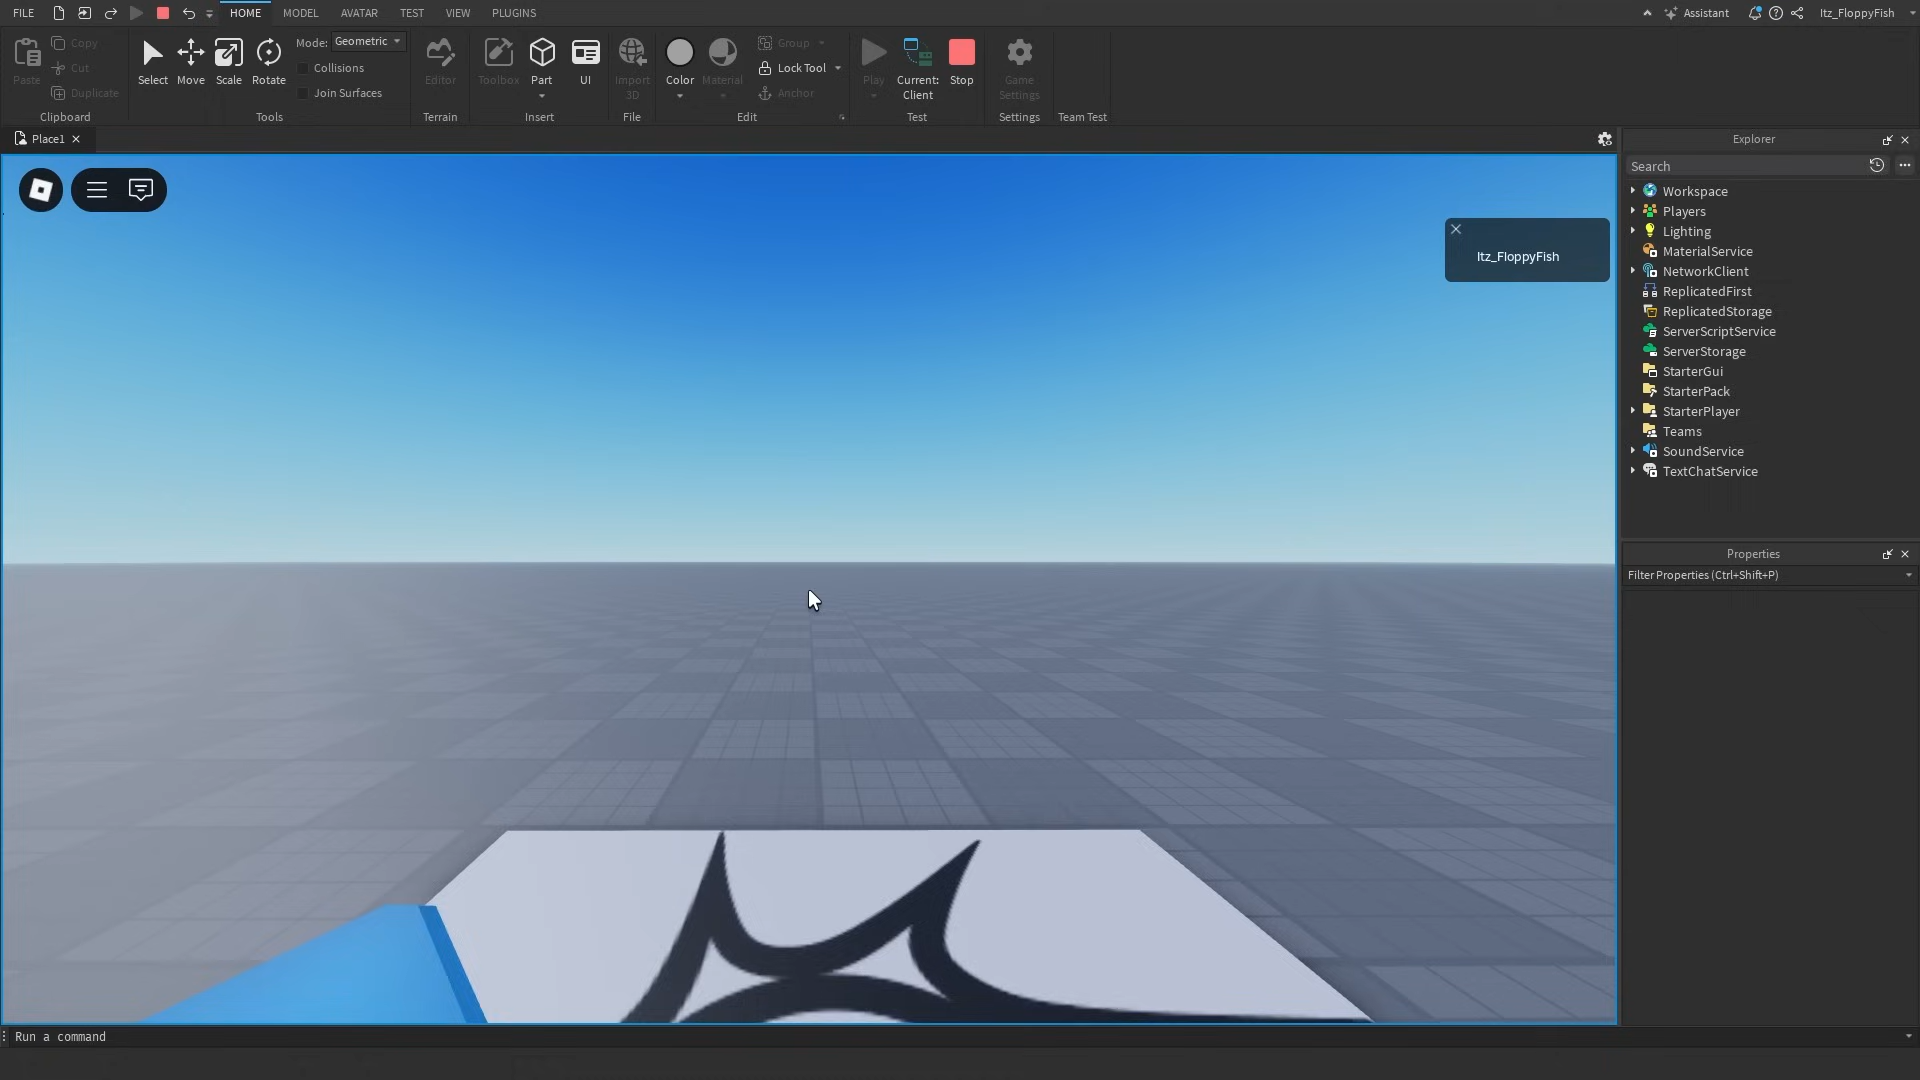 FILE HOME MODEL AVATAR TEST VIEW PLUGINS Assistant Itz_FloppyFish
Paste Copy Cut Duplicate Clipboard
Select Move Scale Rotate Mode: Geometric Collisions Join Surfaces Tools
Editor Terrain
Toolbox Part UI Insert
Import 3D File
Color Material Group Lock Tool Anchor Edit
Play Current: Client Stop Test
Game Settings Settings
Team Test
Place1
Itz_FloppyFish
Explorer
Search
Workspace
Players
Lighting
MaterialService
NetworkClient
ReplicatedFirst
ReplicatedStorage
ServerScriptService
ServerStorage
StarterGui
StarterPack
StarterPlayer
Teams
SoundService
TextChatService
Properties
Filter Properties (Ctrl+Shift+P)
Run a command